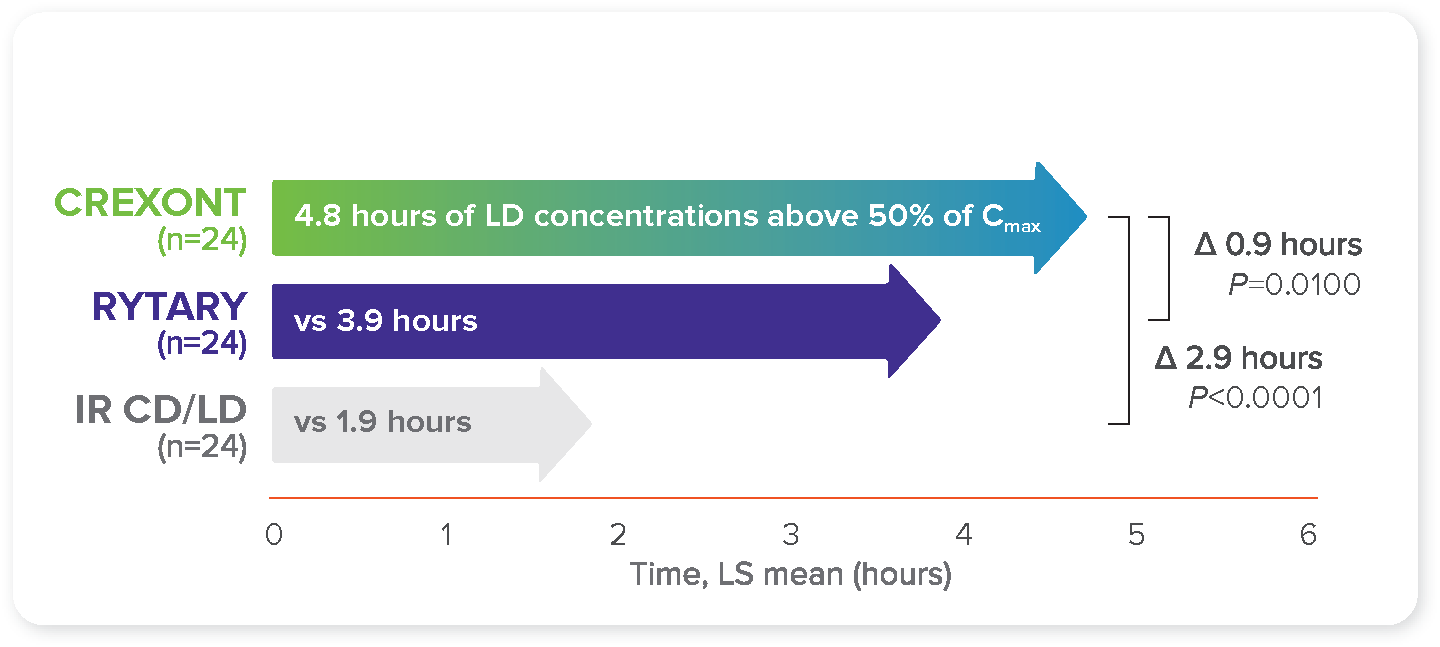 CREXONT
(n=24)
4.8 hours of LD concentrations above 50% of Cmax
RYTARY
(n=24)
vs 3.9 hours
IR CD/LD
(n=24)
vs 1.9 hours
Δ 0.9 hours
P=0.0100
Δ 2.9 hours
P<0.0001
0 1 2 3 4 5 6
Time, LS mean (hours)